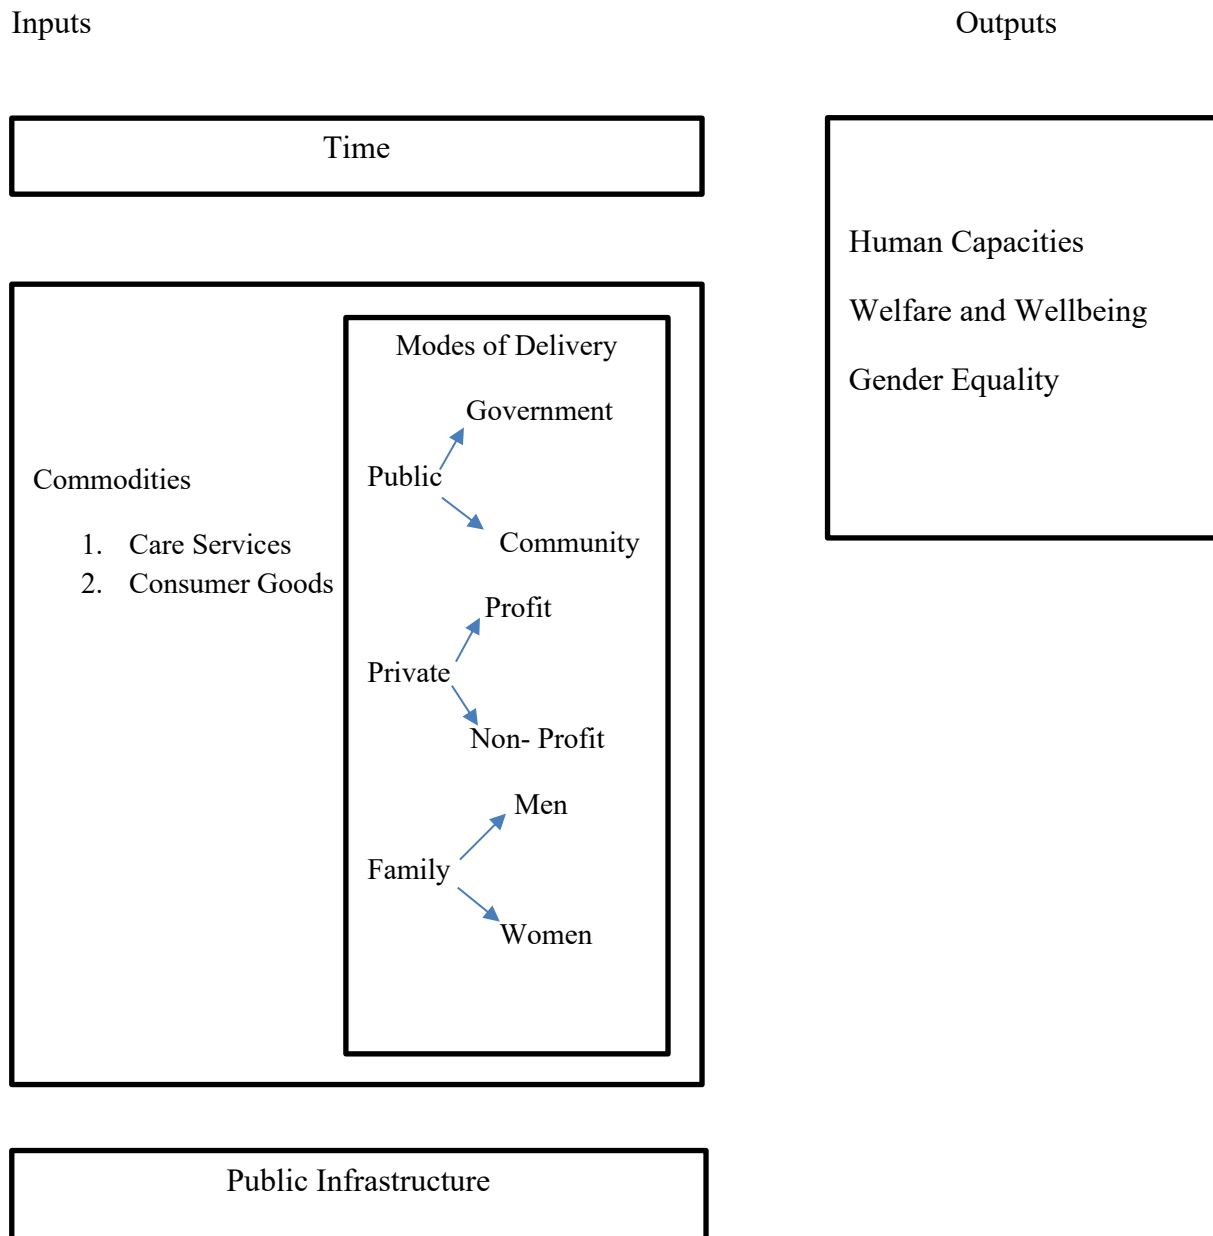 Inputs
Outputs
Time
Human Capacities
Welfare and Wellbeing
Gender Equality
Modes of Delivery
Government
Public
Community
Commodities
1. Care Services
2. Consumer Goods
Profit
Private
Non- Profit
Men
Family
Women
Public Infrastructure